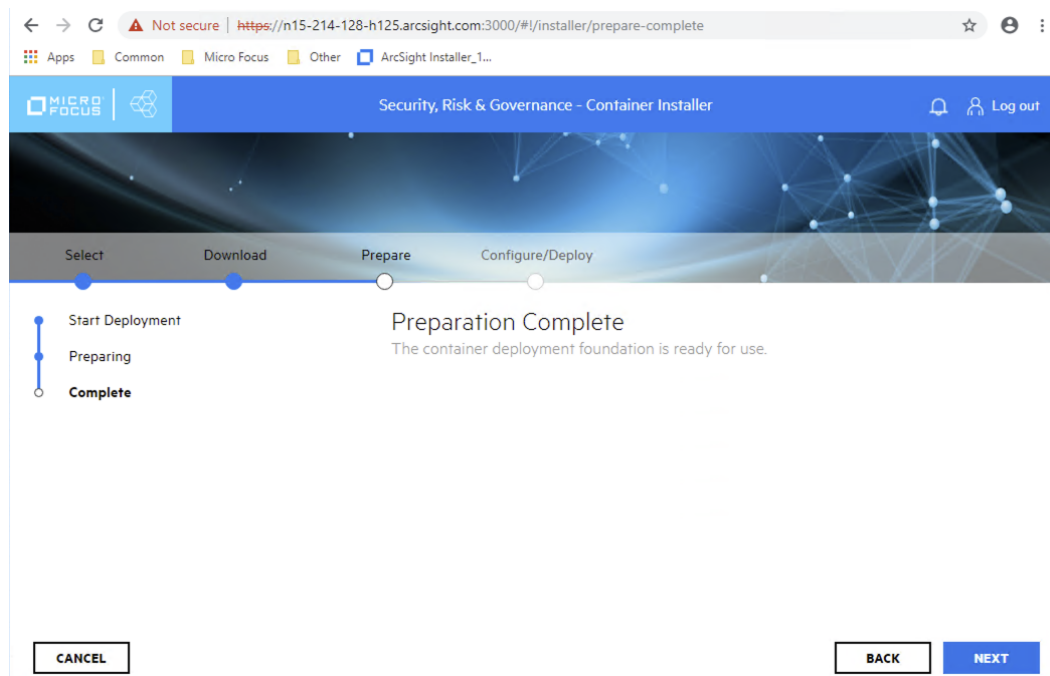 Not secure | https://n15-214-128-h125.arcsight.com:3000/#!/installer/prepare-complete
Apps Common Micro Focus Other ArcSight Installer_1...
MICRO FOCUS
Security, Risk & Governance - Container Installer
Log out
Select Download Prepare Configure/Deploy
Start Deployment
Preparing
Complete
Preparation Complete
The container deployment foundation is ready for use.
CANCEL BACK NEXT